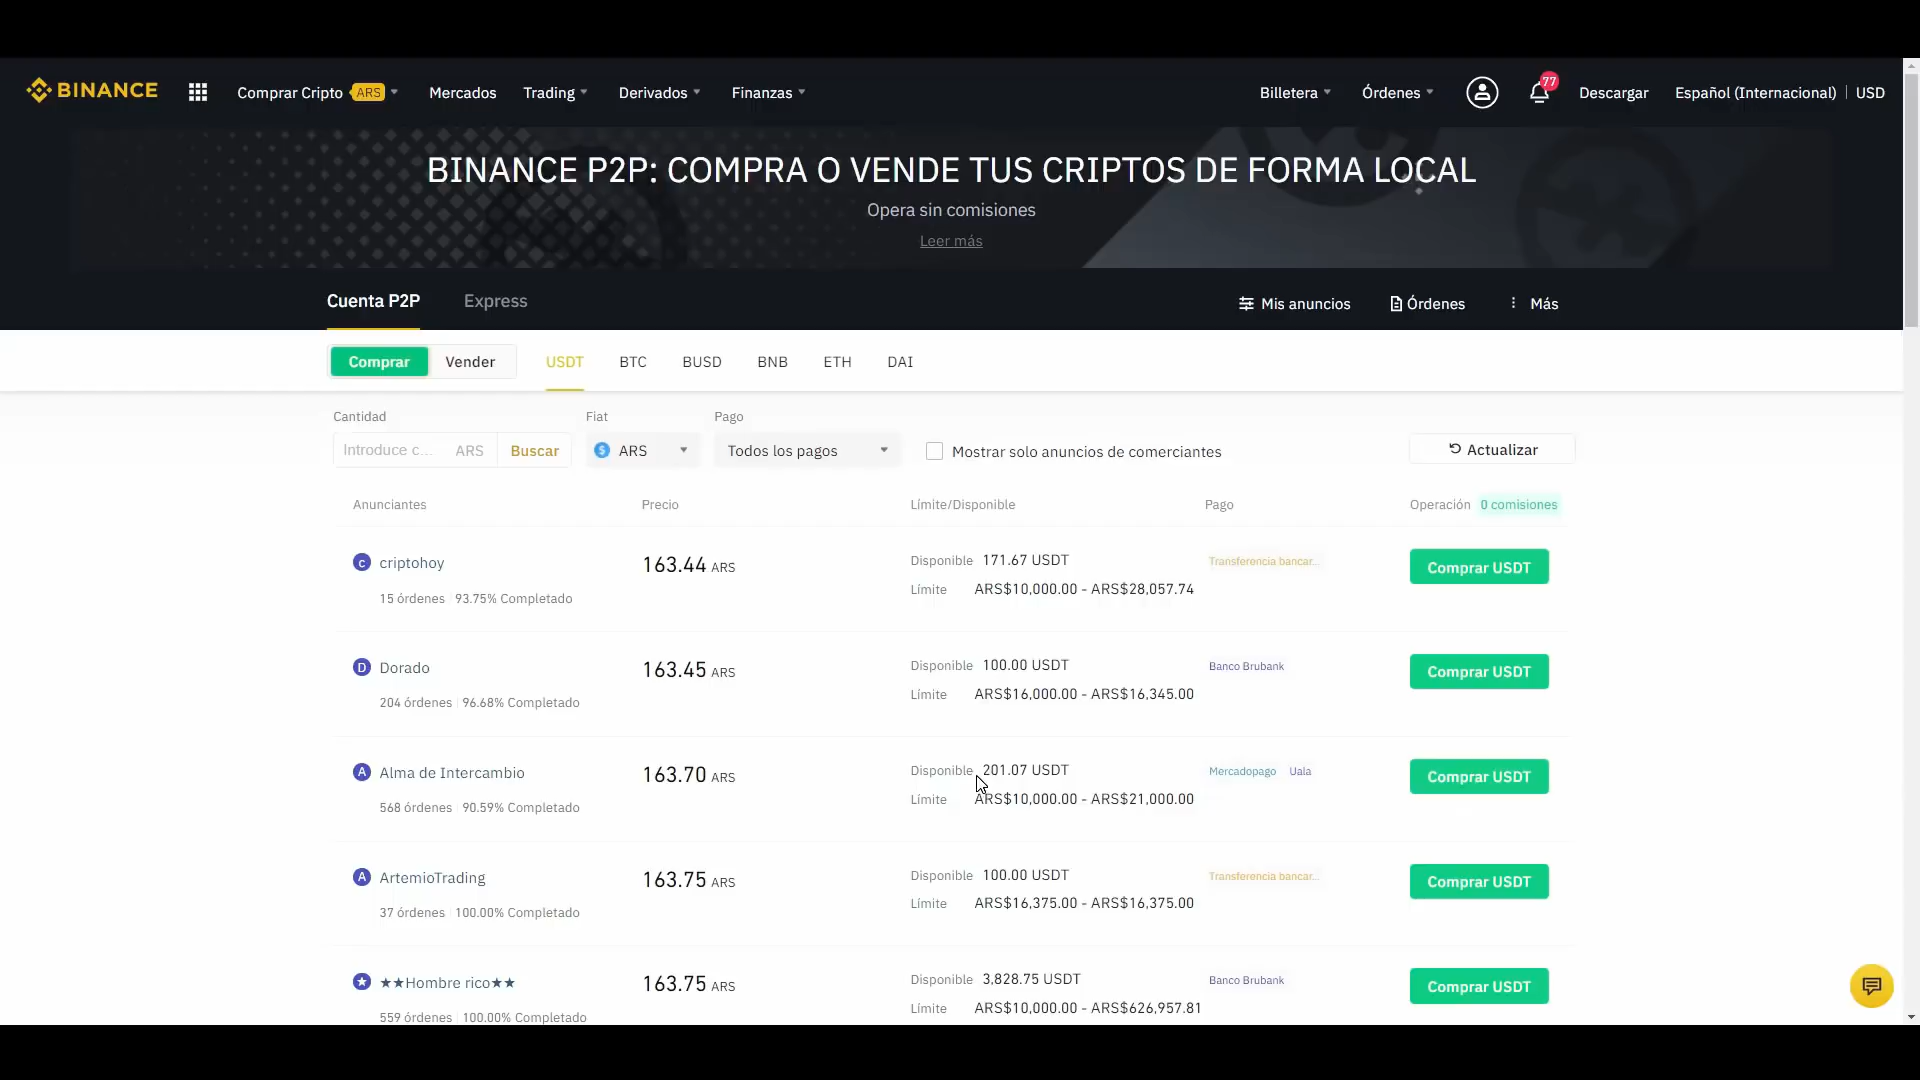 BINANCE Comprar Cripto ARS Mercados Trading Derivados Finanzas Billetera Órdenes 77 Descargar Español (Internacional) USD
BINANCE P2P: COMPRA O VENDE TUS CRIPTOS DE FORMA LOCAL
Opera sin comisiones
Leer más
Cuenta P2P Express Mis anuncios Órdenes Más
Comprar Vender USDT BTC BUSD BNB ETH DAI
Cantidad Fiat Pago
Introduce c... ARS Buscar $ ARS Todos los pagos Mostrar solo anuncios de comerciantes Actualizar
Anunciantes Precio Límite/Disponible Pago Operación 0 comisiones
c criptohoy 163.44 ARS Disponible 171.67 USDT Transferencia bancar... Comprar USDT
15 órdenes 93.75% Completado Límite ARS$10,000.00 - ARS$28,057.74
D Dorado 163.45 ARS Disponible 100.00 USDT Banco Brubank Comprar USDT
204 órdenes 96.68% Completado Límite ARS$16,000.00 - ARS$16,345.00
A Alma de Intercambio 163.70 ARS Disponible 201.07 USDT Mercadopago Uala Comprar USDT
568 órdenes 90.59% Completado Límite ARS$10,000.00 - ARS$21,000.00
A ArtemioTrading 163.75 ARS Disponible 100.00 USDT Transferencia bancar... Comprar USDT
37 órdenes 100.00% Completado Límite ARS$16,375.00 - ARS$16,375.00
★ ★★Hombre rico★★ 163.75 ARS Disponible 3,828.75 USDT Banco Brubank Comprar USDT
559 órdenes 100.00% Completado Límite ARS$10,000.00 - ARS$626,957.81